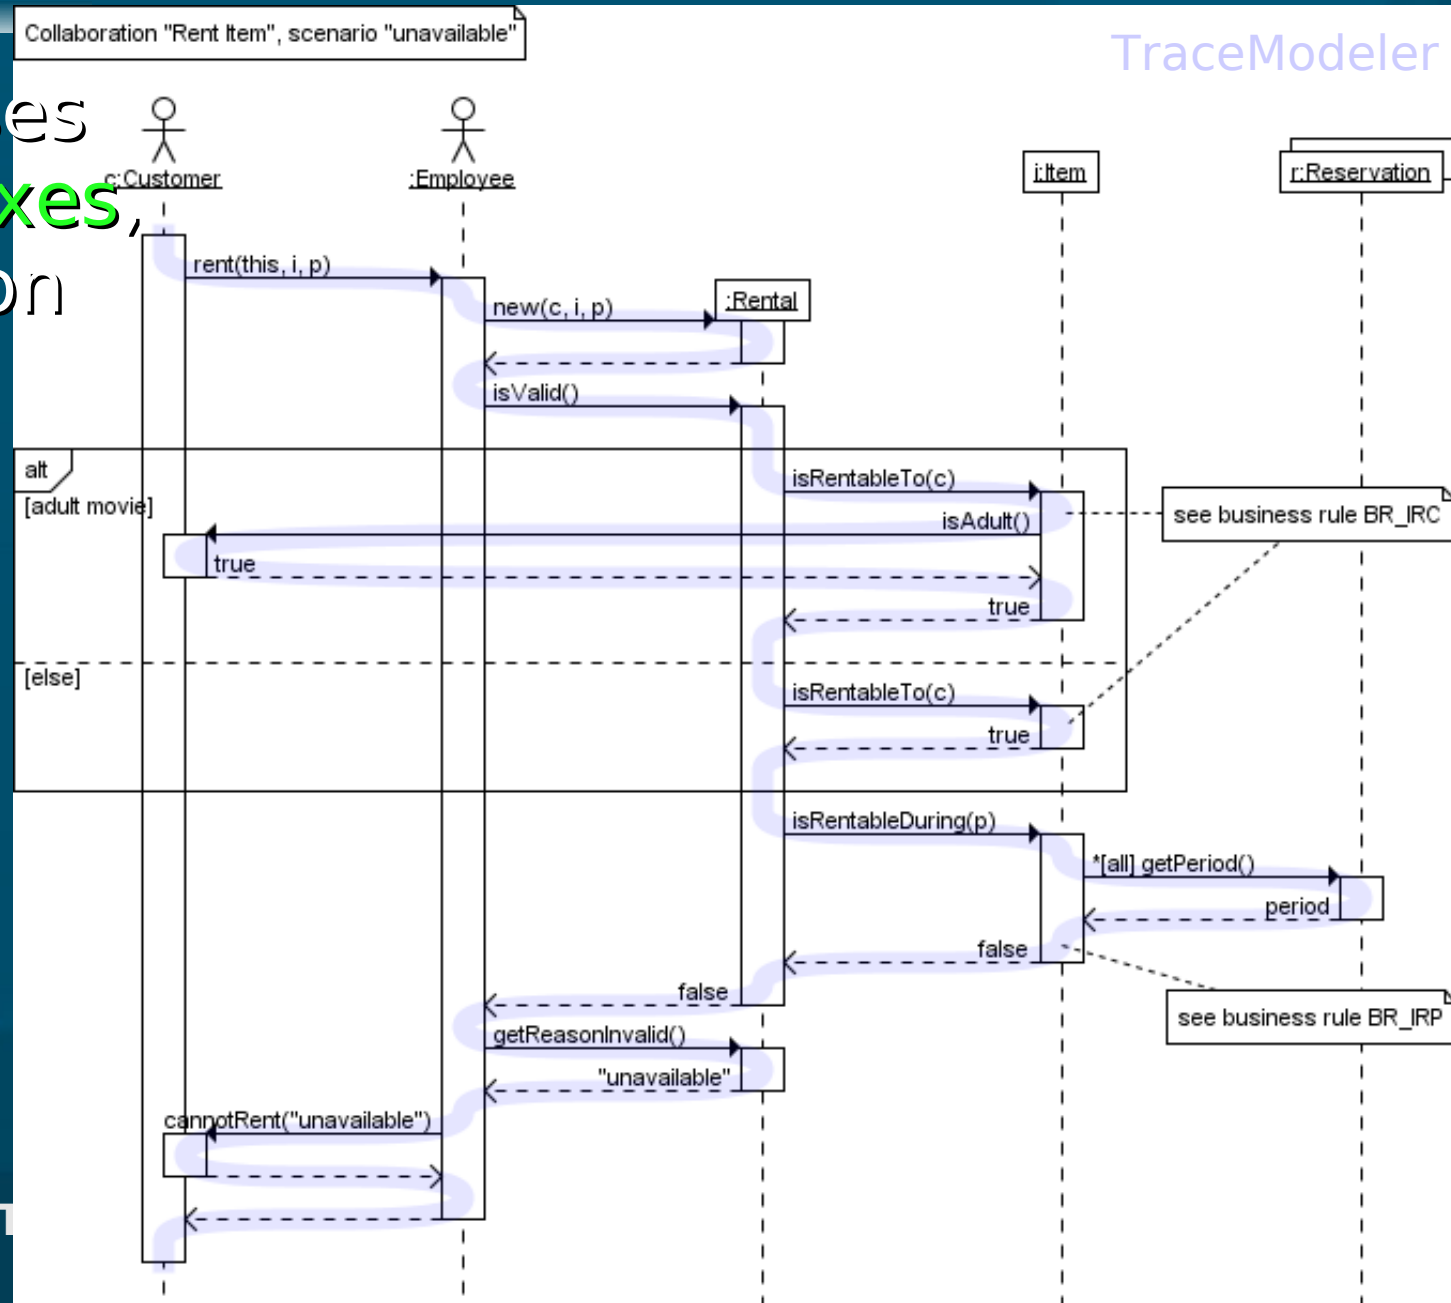 Collaboration "Rent Item", scenario "unavailable"
TraceModeler
es
xes,
on
c:Customer
:Employee
i:Item
r:Reservation
rent(this, i, p)
new(c, i, p)
:Rental
isValid()
alt
[adult movie]
isRentableTo(c)
isAdult()
see business rule BR_IRC
true
true
[else]
isRentableTo(c)
true
isRentableDuring(p)
*[all] getPeriod()
period
false
false
see business rule BR_IRP
getReasonInvalid()
"unavailable"
cannotRent("unavailable")